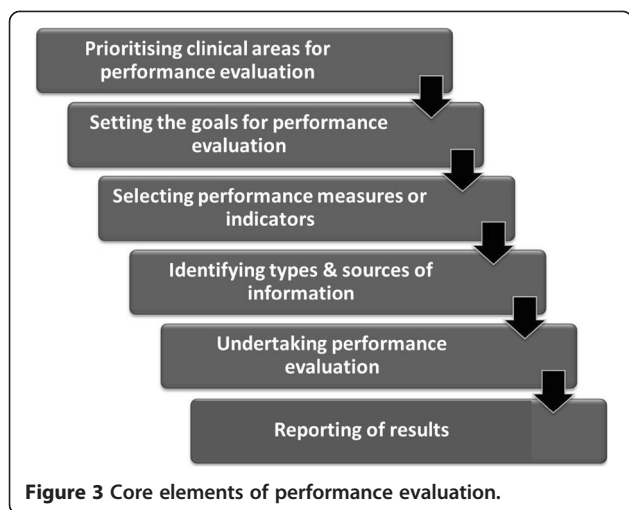 Prioritising clinical areas for
performance evaluation
Setting the goals for performance
evaluation
Selecting performance measures or
indicators
Identifying types & sources of
information
Undertaking performance
evaluation
Reporting of results
Figure 3 Core elements of performance evaluation.